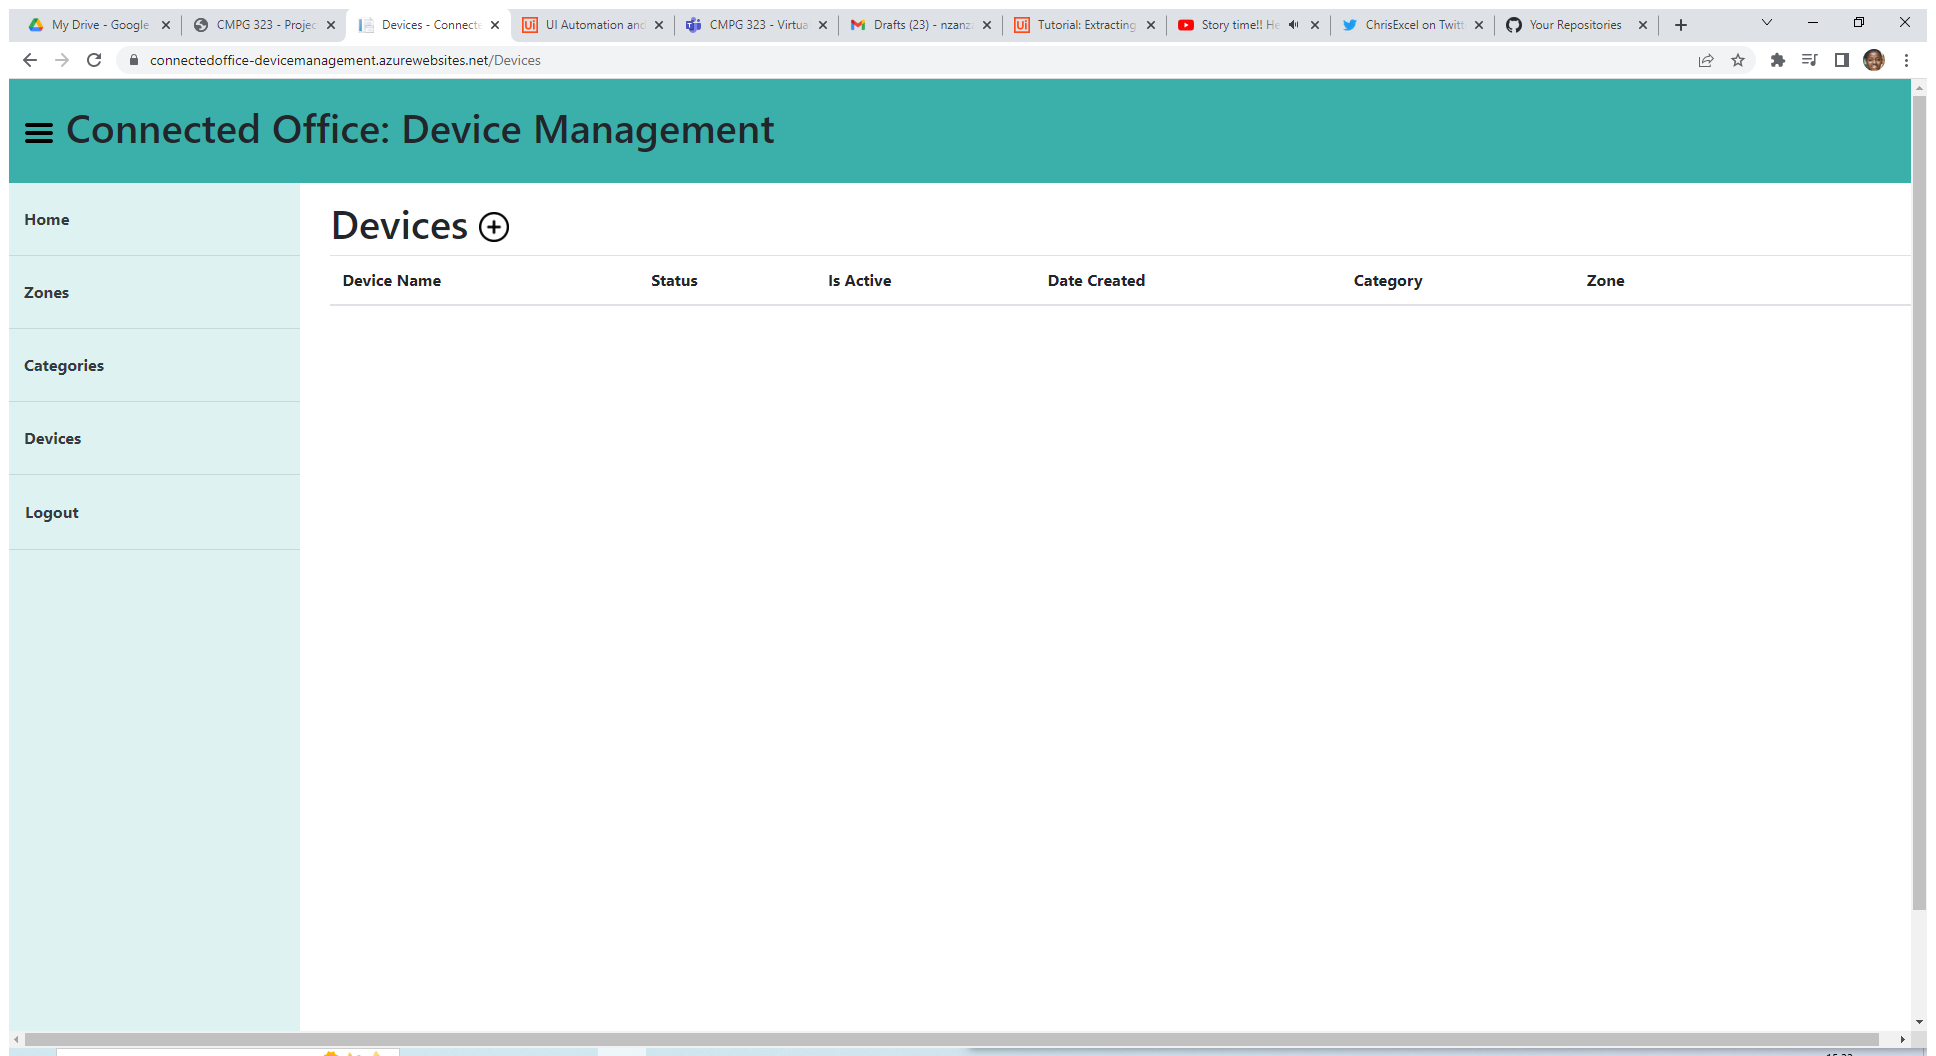 My Drive - Google
CMPG 323 - Projec
Devices - Connecte
UI Automation and
CMPG 323 - Virtua
Drafts (23) - nzanza
Tutorial: Extracting
Story time!! He
ChrisExcel on Twitt
Your Repositories
connectedoffice-devicemanagement.azurewebsites.net/Devices
Connected Office: Device Management
Home
Zones
Categories
Devices
Logout
Devices
Device Name Status Is Active Date Created Category Zone